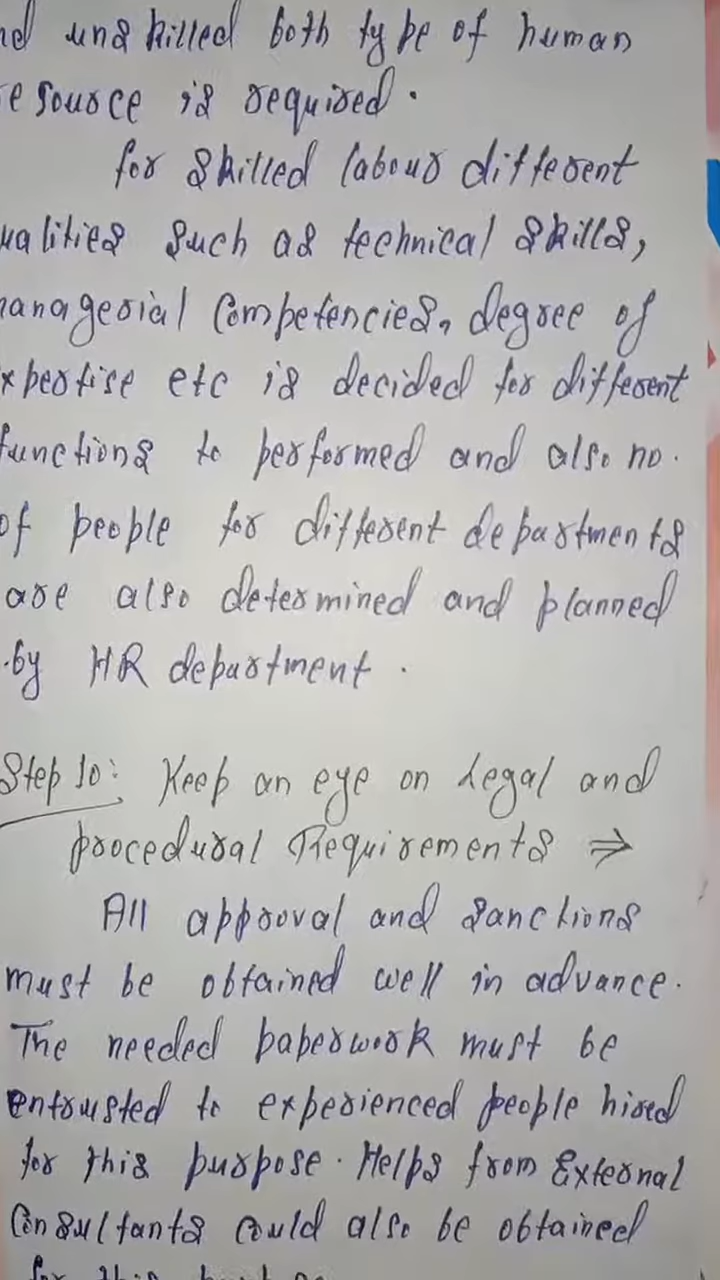 nd unskilled both type of human
esource is required.
for skilled labour different
ualities such as technical skills,
anagerial Competencies, degree of
xpertise etc is decided for different
functions to performed and also no.
of people for different departments
are also determined and planned
by HR department.
Step 10: Keep an eye on Legal and
procedural Requirements ⇒
All approval and sanctions
must be obtained well in advance.
The needed paperwork must be
entrusted to experienced people hired
for this purpose. Helps from External
Consultants could also be obtained
for this